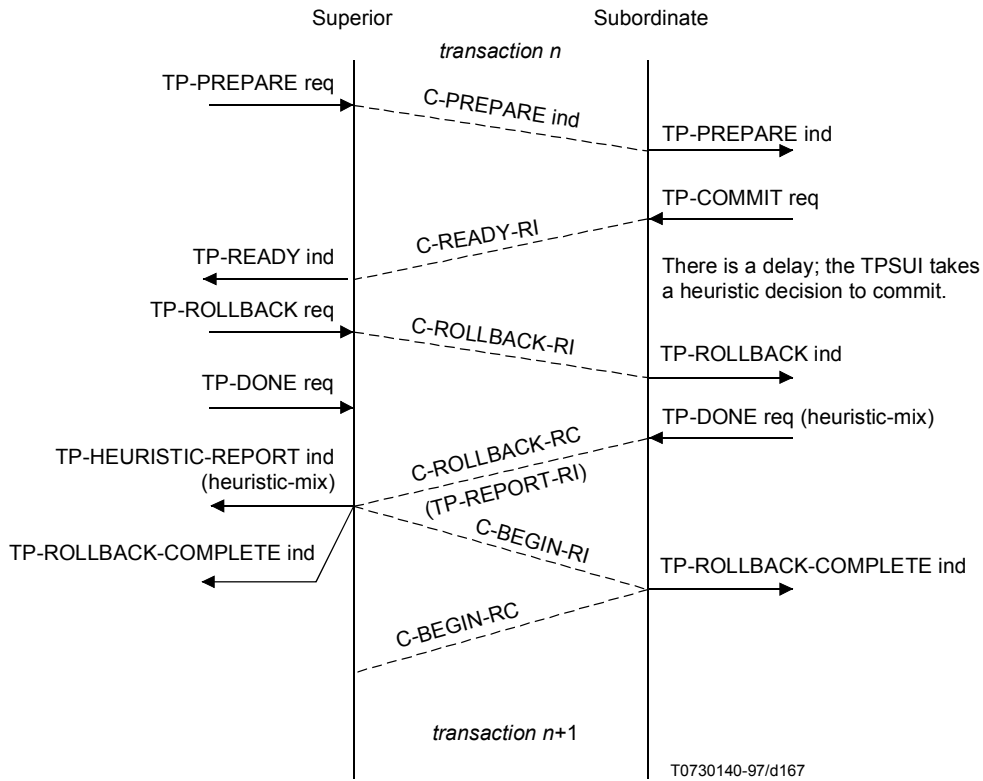 Superior
Subordinate
transaction n
TP-PREPARE req
C-PREPARE ind
TP-PREPARE ind
TP-COMMIT req
C-READY-RI
TP-READY ind
There is a delay; the TPSUI takes
a heuristic decision to commit.
TP-ROLLBACK req
C-ROLLBACK-RI
TP-ROLLBACK ind
TP-DONE req
TP-DONE req (heuristic-mix)
C-ROLLBACK-RC
(TP-REPORT-RI)
TP-HEURISTIC-REPORT ind
(heuristic-mix)
C-BEGIN-RI
TP-ROLLBACK-COMPLETE ind
TP-ROLLBACK-COMPLETE ind
C-BEGIN-RC
transaction n+1
T0730140-97/d167